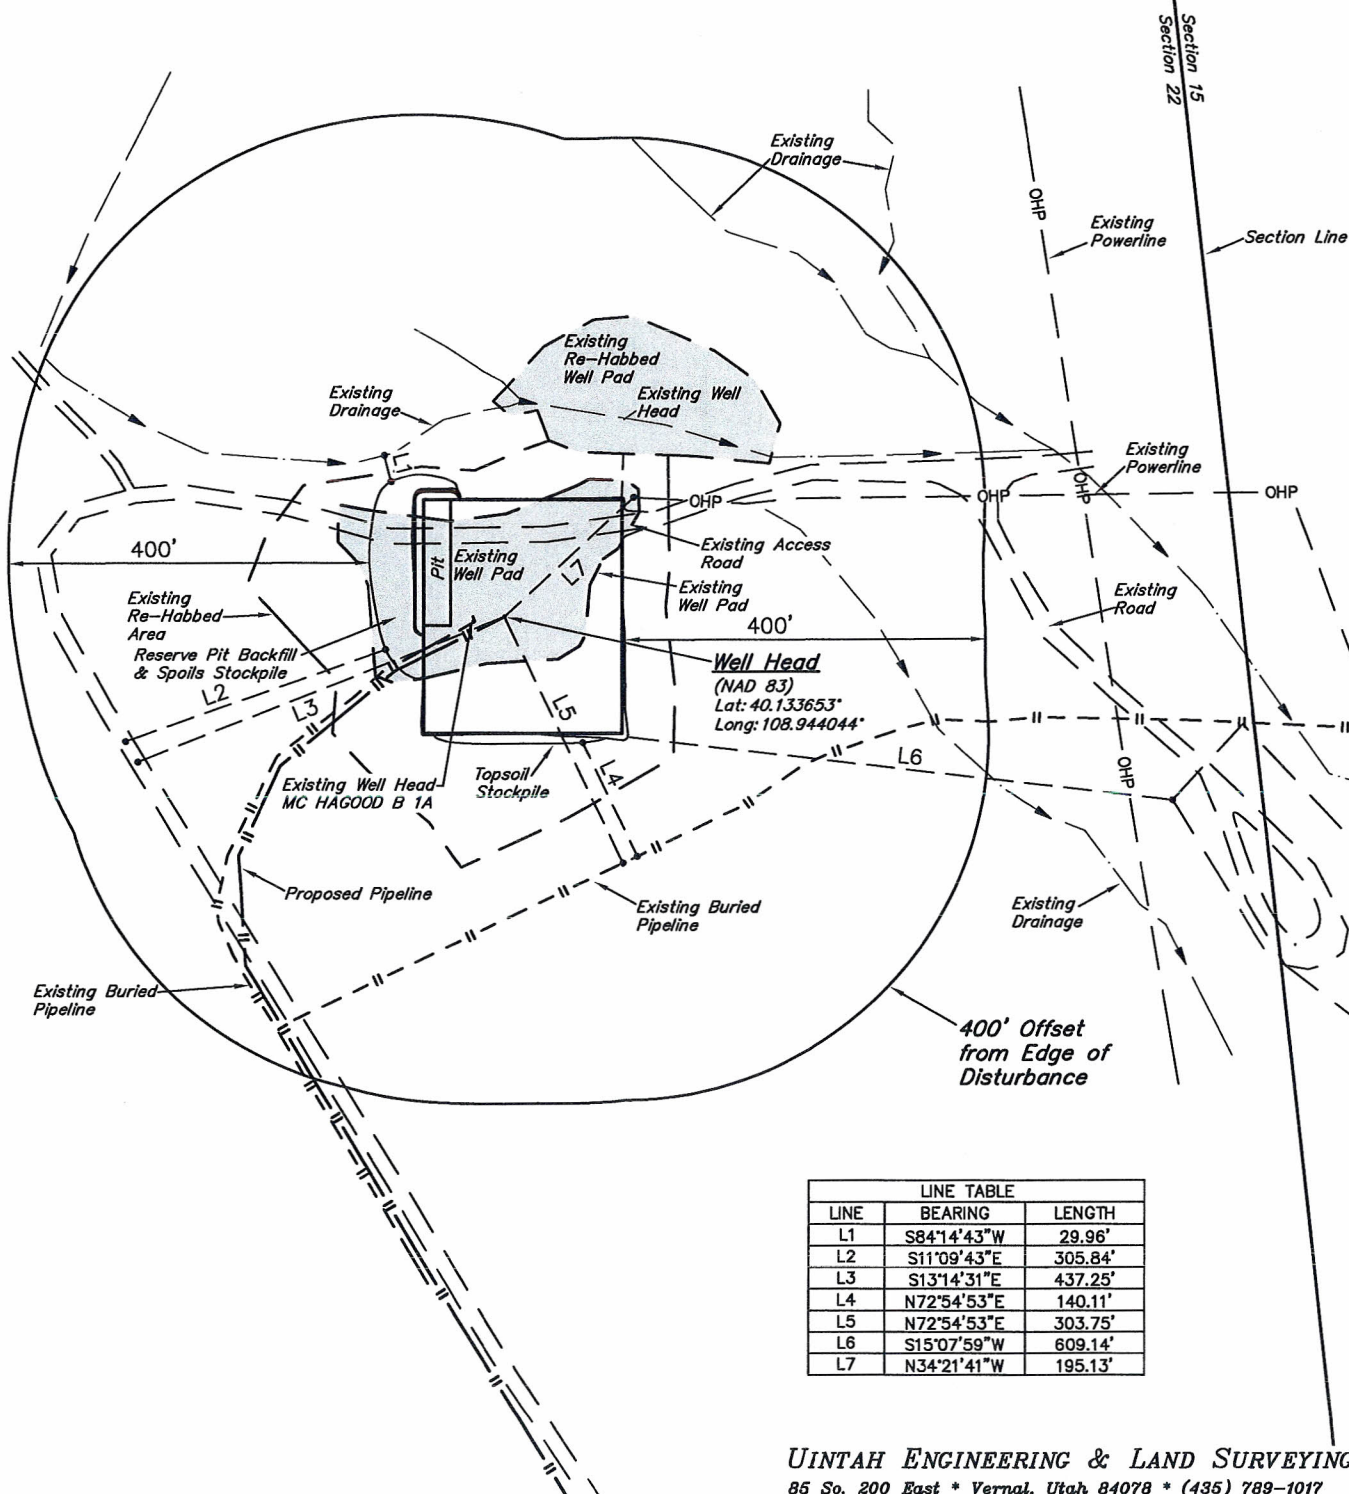 Section 15
Section 22
Existing
Drainage
OHP
Existing
Powerline
Section Line
Existing
Re-Habbed
Well Pad
Existing Well
Head
Existing
Drainage
L1
Existing
Powerline
OHP
OHP
OHP
OHP
400'
Pit
Existing
Well Pad
L7
Existing Access
Road
Existing
Well Pad
Existing
Road
Existing
Re-Habbed
Area
400'
Reserve Pit Backfill
& Spoils Stockpile
Well Head
(NAD 83)
Lat: 40.133653°
Long: 108.944044°
L2
L3
L5
L6
OHP
Existing Well Head
MC HAGOOD B 1A
Topsoil
Stockpile
L4
Proposed Pipeline
Existing Buried
Pipeline
Existing
Drainage
Existing Buried
Pipeline
400' Offset
from Edge of
Disturbance
LINE TABLE
LINE BEARING LENGTH
L1 S84°14'43"W 29.96'
L2 S11°09'43"E 305.84'
L3 S13°14'31"E 437.25'
L4 N72°54'53"E 140.11'
L5 N72°54'53"E 303.75'
L6 S15°07'59"W 609.14'
L7 N34°21'41"W 195.13'
UINTAH ENGINEERING & LAND SURVEYING
85 So. 200 East * Vernal, Utah 84078 * (435) 789-1017